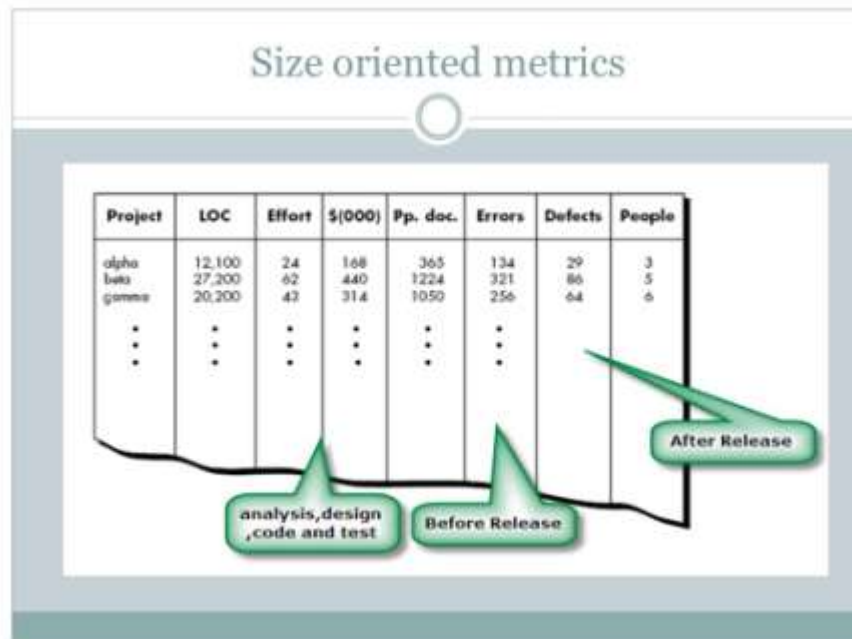 Size oriented metrics
Project LOC Effort $(000) Pp. doc. Errors Defects People
alpha 12,100 24 168 365 134 29 3
beta 27,200 62 440 1224 321 86 5
gamma 20,200 43 314 1050 256 64 6
After Release
analysis,design
,code and test
Before Release